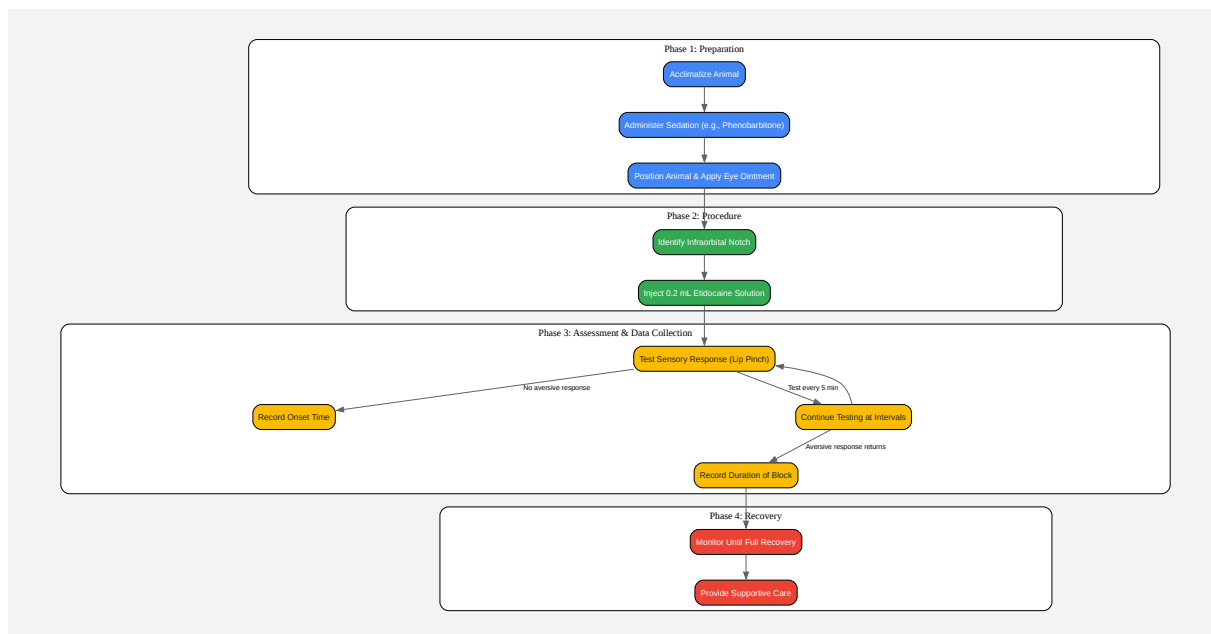 Phase 1: Preparation
Acclimatize Animal
Administer Sedation (e.g., Phenobarbitone)
Position Animal & Apply Eye Ointment
Phase 2: Procedure
Identify Infraorbital Notch
Inject 0.2 mL Etidocaine Solution
Phase 3: Assessment & Data Collection
Test Sensory Response (Lip Pinch)
No aversive response
Test every 5 min
Record Onset Time
Continue Testing at Intervals
Aversive response returns
Record Duration of Block
Phase 4: Recovery
Monitor Until Full Recovery
Provide Supportive Care